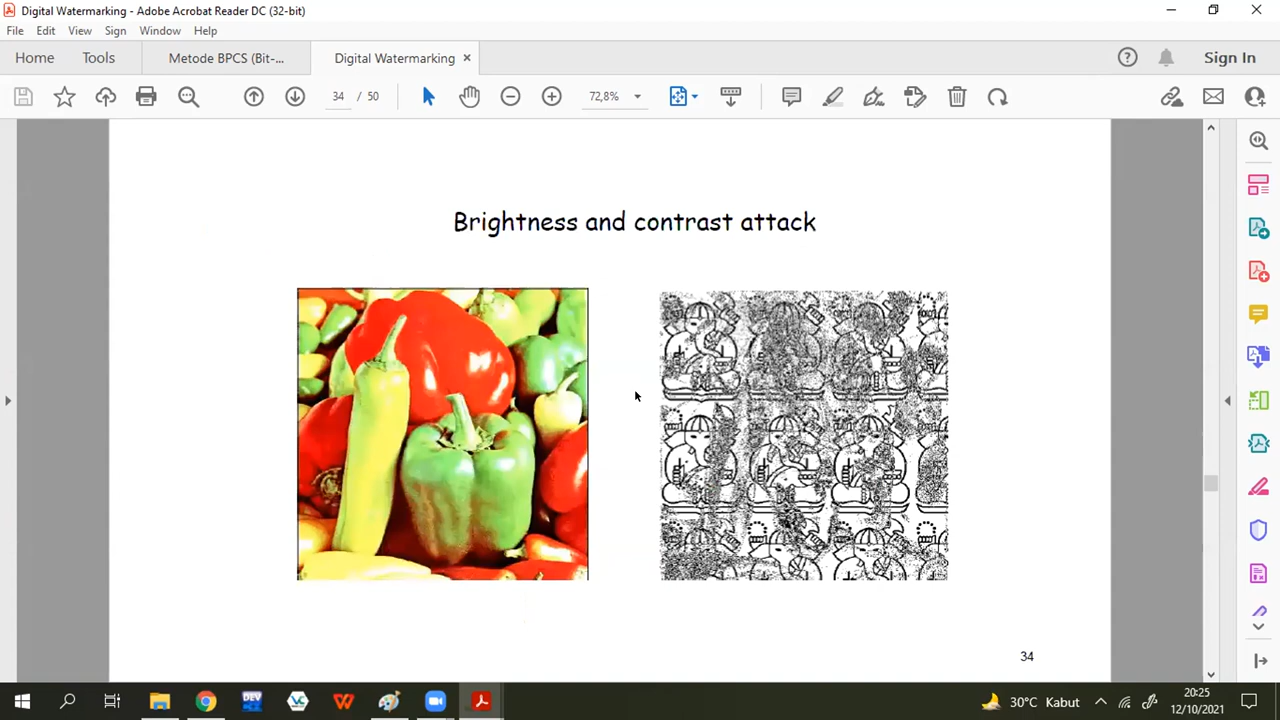 Digital Watermarking - Adobe Acrobat Reader DC (32-bit)
File Edit View Sign Window Help
Home Tools Metode BPCS (Bit-... Digital Watermarking Sign In
34 / 50 72,8%
Brightness and contrast attack
34
DEV
30°C Kabut
20:25
12/10/2021